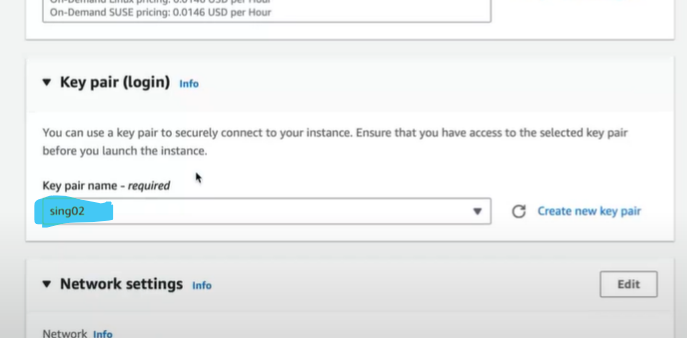 On-Demand Linux pricing: 0.0146 USD per Hour
On-Demand SUSE pricing: 0.0146 USD per Hour
Key pair (login) Info
You can use a key pair to securely connect to your instance. Ensure that you have access to the selected key pair
before you launch the instance.
Key pair name - required
sing02
Create new key pair
Network settings Info
Edit
Network Info